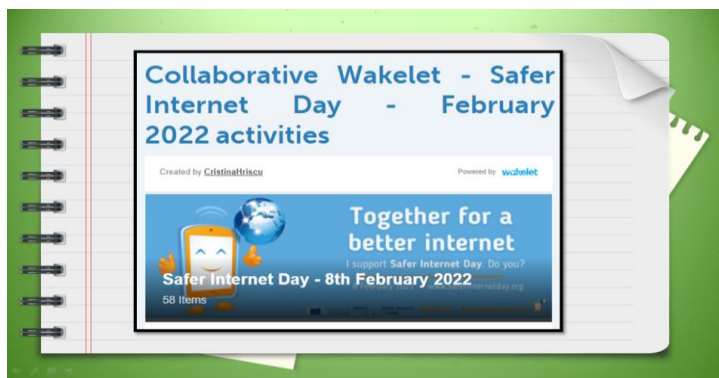 Collaborative Wakelet - Safer
Internet Day - February
2022 activities
Created by CristinaHriscu
Powered by wakelet
Together for a
better internet
I support Safer Internet Day. Do you?
Safer Internet Day - 8th February 2022
58 Items